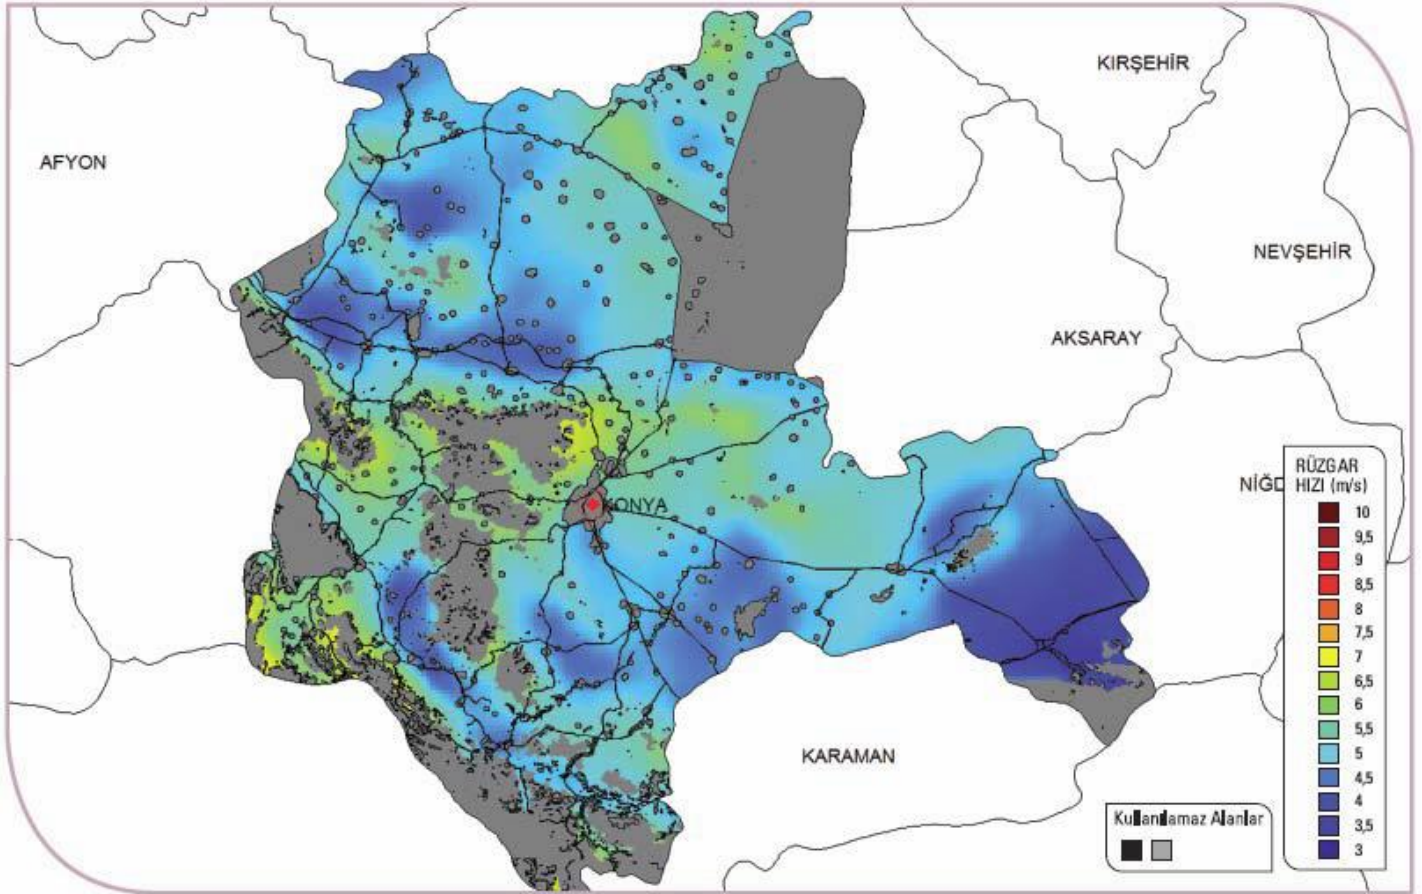 KIRŞEHİR
AFYON
NEVŞEHİR
AKSARAY
NİĞD
KONYA
KARAMAN
RÜZGAR
HIZI (m/s)
10
9,5
9
8,5
8
7,5
7
6,5
6
5,5
5
4,5
4
3,5
3
Kullanılamaz Alanlar